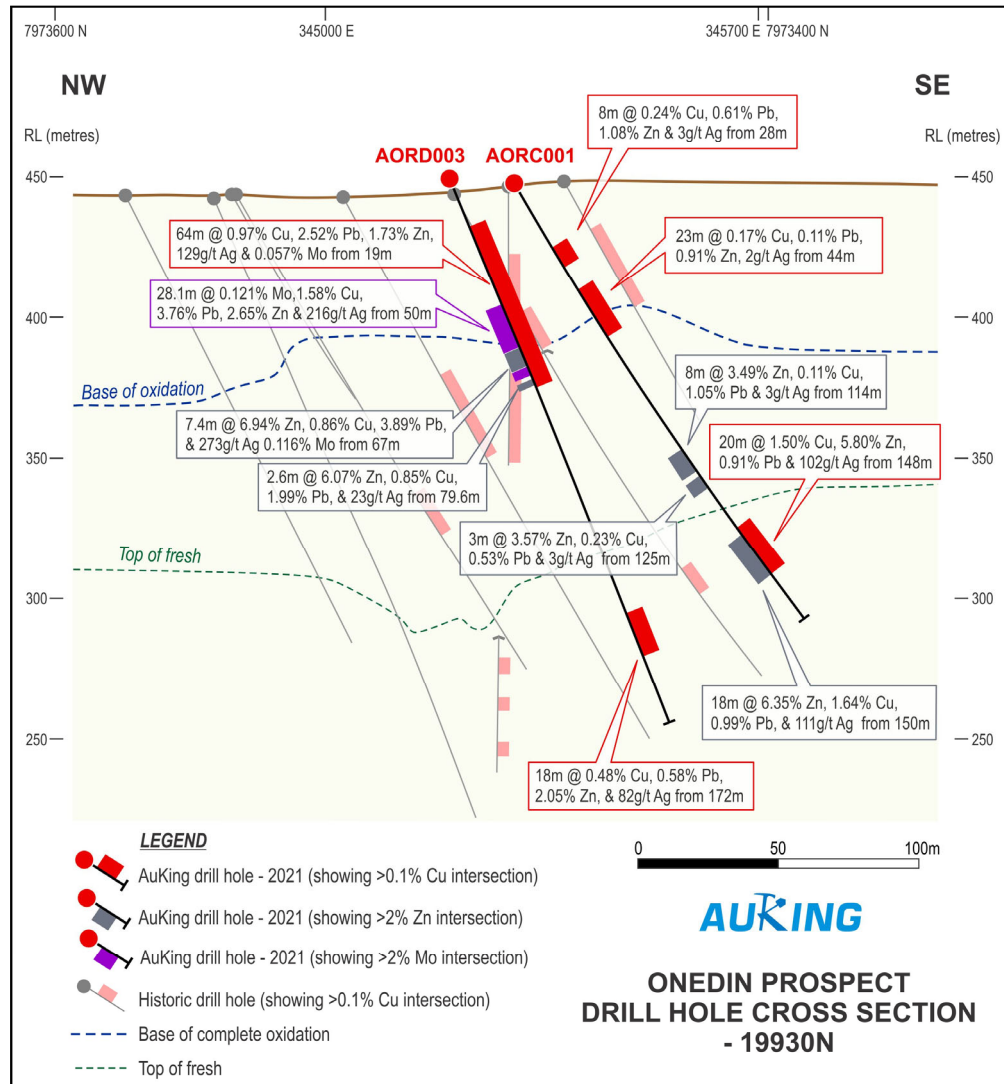 7973600 N
345000 E
345700 E
7973400 N
NW
SE
RL (metres)
RL (metres)
8m @ 0.24% Cu, 0.61% Pb,
1.08% Zn & 3g/t Ag from 28m
AORD003
AORC001
450
450
64m @ 0.97% Cu, 2.52% Pb, 1.73% Zn,
129g/t Ag & 0.057% Mo from 19m
23m @ 0.17% Cu, 0.11% Pb,
0.91% Zn, 2g/t Ag from 44m
28.1m @ 0.121% Mo,1.58% Cu,
3.76% Pb, 2.65% Zn & 216g/t Ag from 50m
400
400
Base of oxidation
8m @ 3.49% Zn, 0.11% Cu,
1.05% Pb & 3g/t Ag from 114m
7.4m @ 6.94% Zn, 0.86% Cu, 3.89% Pb,
& 273g/t Ag 0.116% Mo from 67m
20m @ 1.50% Cu, 5.80% Zn,
0.91% Pb & 102g/t Ag from 148m
350
350
2.6m @ 6.07% Zn, 0.85% Cu,
1.99% Pb, & 23g/t Ag from 79.6m
3m @ 3.57% Zn, 0.23% Cu,
0.53% Pb & 3g/t Ag from 125m
Top of fresh
300
300
18m @ 6.35% Zn, 1.64% Cu,
0.99% Pb, & 111g/t Ag from 150m
250
250
18m @ 0.48% Cu, 0.58% Pb,
2.05% Zn, & 82g/t Ag from 172m
LEGEND
AuKing drill hole - 2021 (showing >0.1% Cu intersection)
AuKing drill hole - 2021 (showing >2% Zn intersection)
AuKing drill hole - 2021 (showing >2% Mo intersection)
Historic drill hole (showing >0.1% Cu intersection)
Base of complete oxidation
Top of fresh
0
50
100m
AUKING
ONEDIN PROSPECT
DRILL HOLE CROSS SECTION
- 19930N